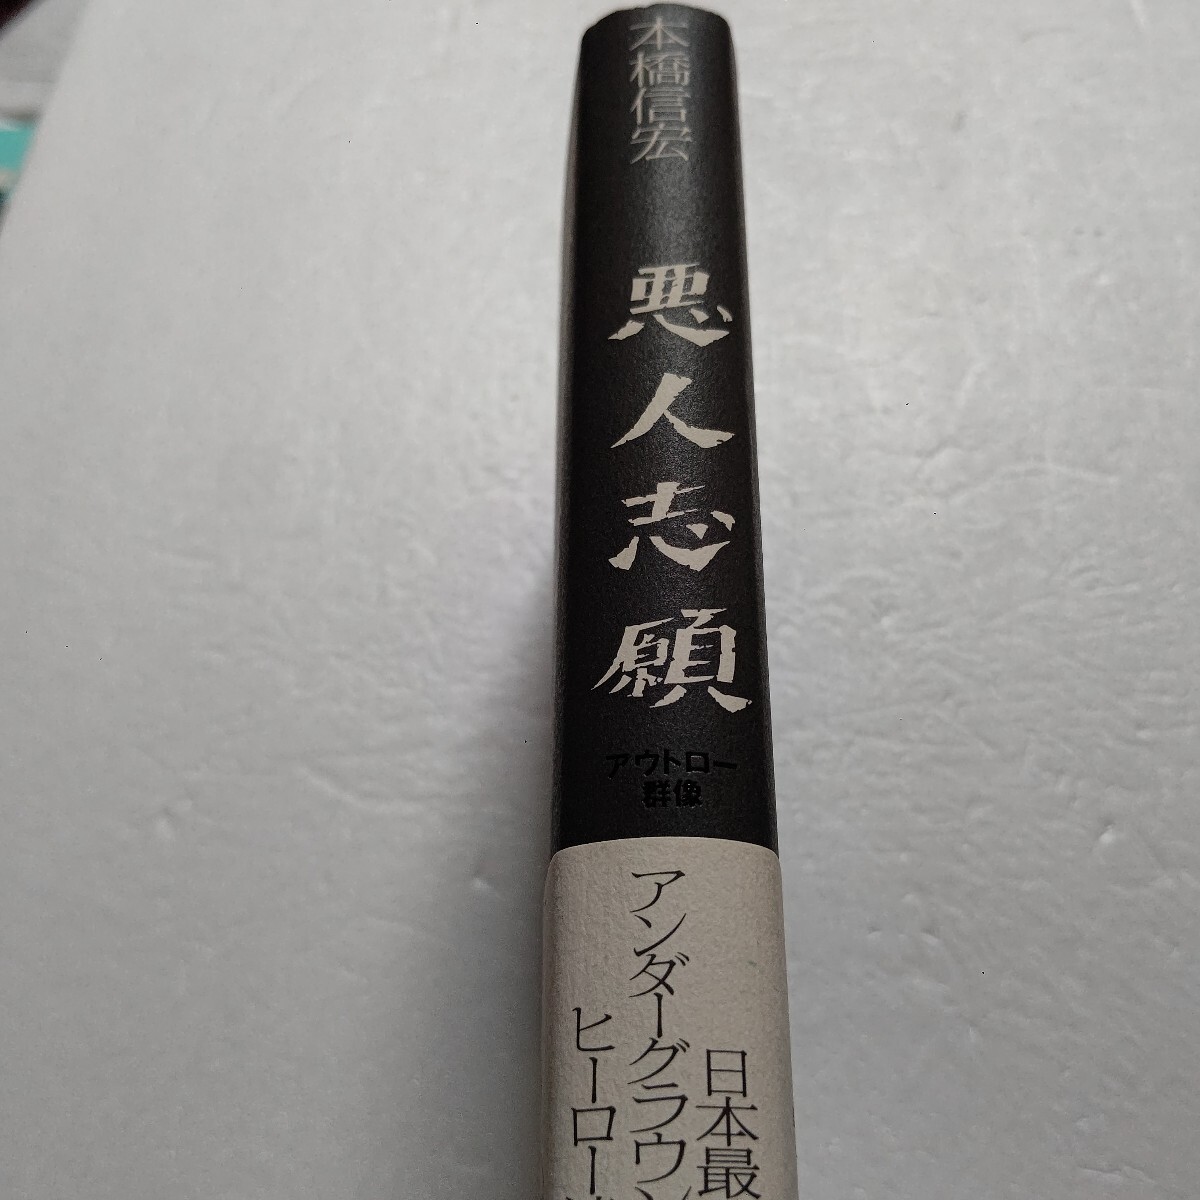 本橋信宏
悪人志願
アウトロー
群像
日本最
アンダーグラウン
ヒーロー